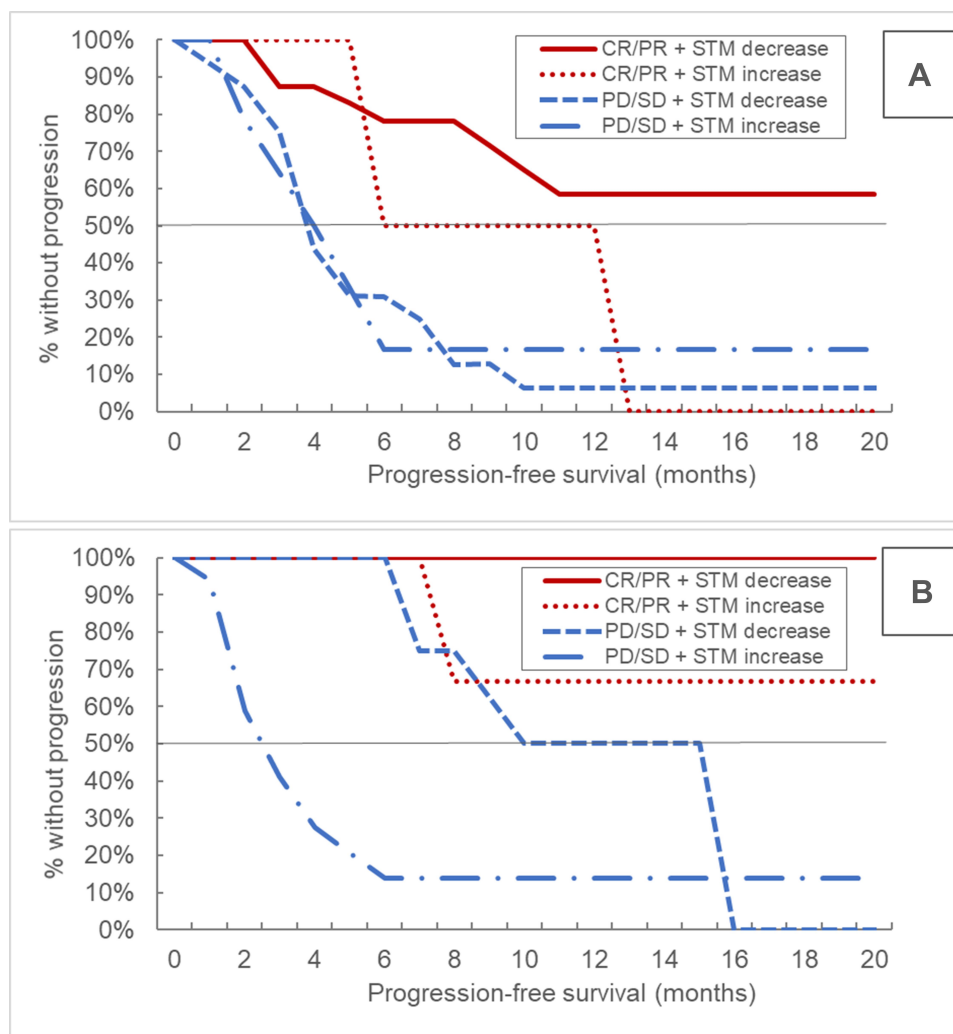 A
CR/PR + STM decrease
CR/PR + STM increase
PD/SD + STM decrease
PD/SD + STM increase
% without progression
100%
90%
80%
70%
60%
50%
40%
30%
20%
10%
0%
0 2 4 6 8 10 12 14 16 18 20
Progression-free survival (months)
B
CR/PR + STM decrease
CR/PR + STM increase
PD/SD + STM decrease
PD/SD + STM increase
% without progression
100%
90%
80%
70%
60%
50%
40%
30%
20%
10%
0%
0 2 4 6 8 10 12 14 16 18 20
Progression-free survival (months)